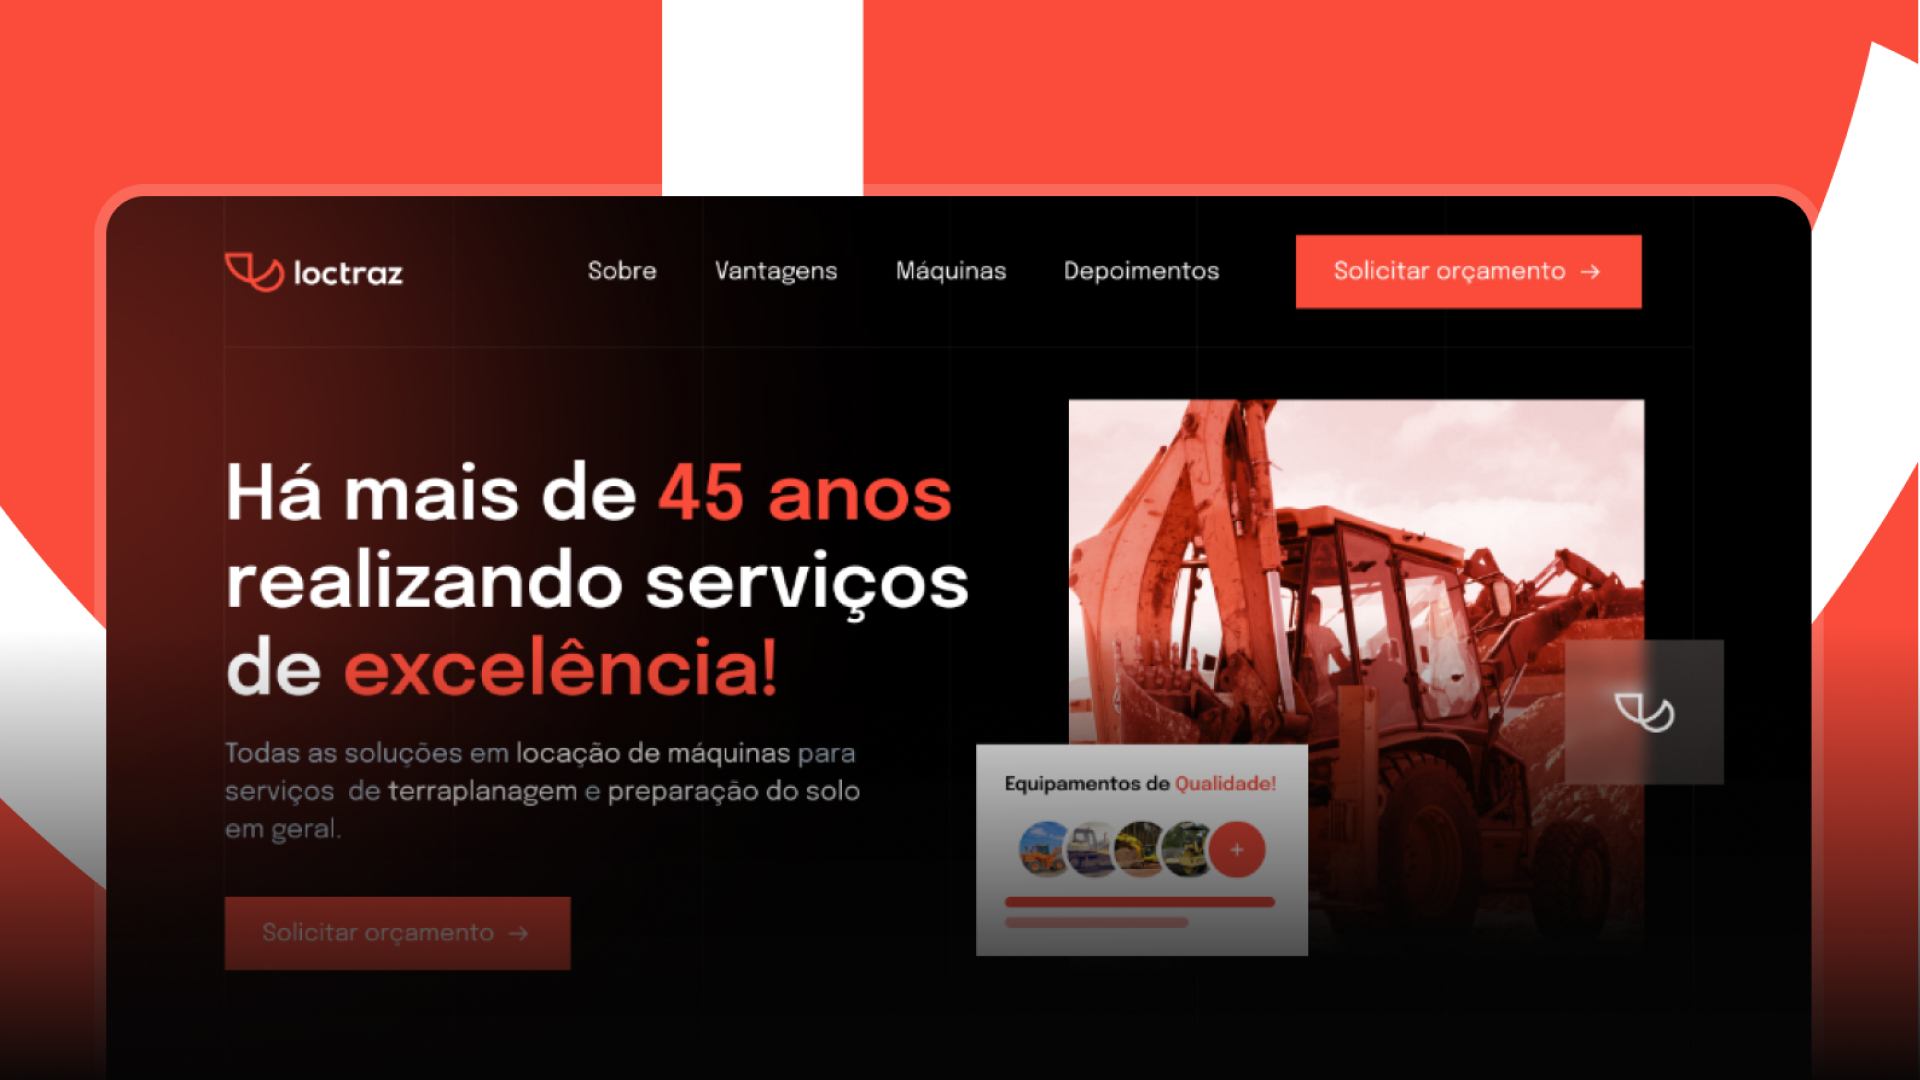 loctraz
Sobre
Vantagens
Máquinas
Depoimentos
Solicitar orçamento →
Há mais de 45 anos
realizando serviços
de excelência!
Todas as soluções em locação de máquinas para
serviços de terraplanagem e preparação do solo
em geral.
Solicitar orçamento →
Equipamentos de Qualidade!
+